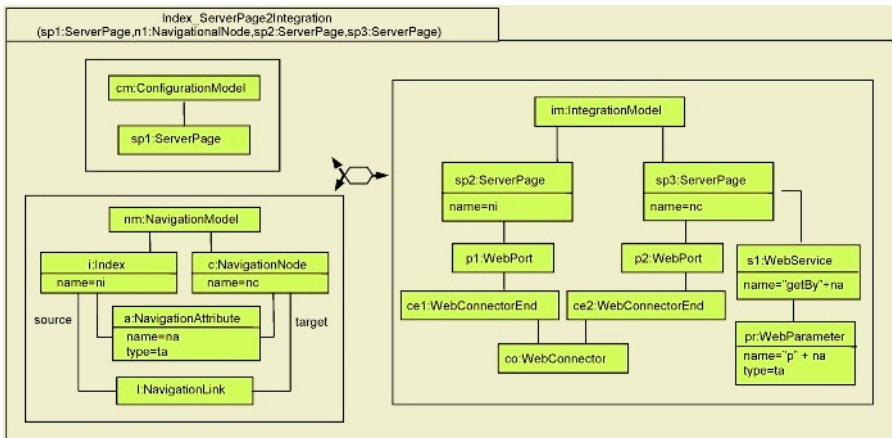 Index_ServerPage2Integration
(sp1:ServerPage,n1:NavigationalNode,sp2:ServerPage,sp3:ServerPage)
cm:ConfigurationModel
sp1:ServerPage
nm:NavigationModel
i:Index
name=ni
c:NavigationNode
name=nc
source
target
a:NavigationAttribute
name=na
type=ta
l:NavigationLink
im:IntegrationModel
sp2:ServerPage
name=ni
sp3:ServerPage
name=nc
p1:WebPort
p2:WebPort
s1:WebService
name="getBy"+na
ce1:WebConnectorEnd
ce2:WebConnectorEnd
pr:WebParameter
name="p" + na
type=ta
co:WebConnector